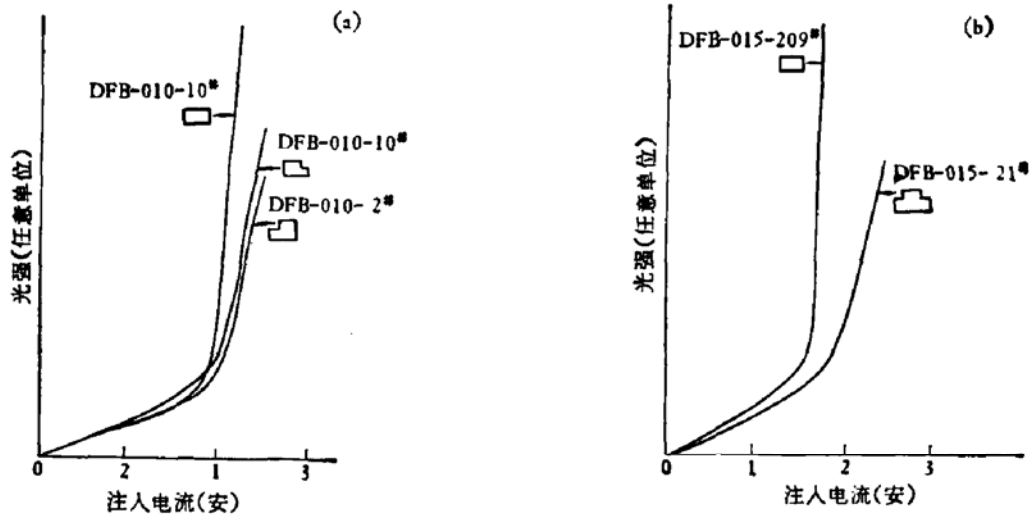 (a)
DFB-010-10#
DFB-010-10#
DFB-010-2#
光强(任意单位)
0 2 1 3
注入电流(安)
(b)
DFB-015-209#
DFB-015-21#
光强(任意单位)
0 1 2 3
注入电流(安)